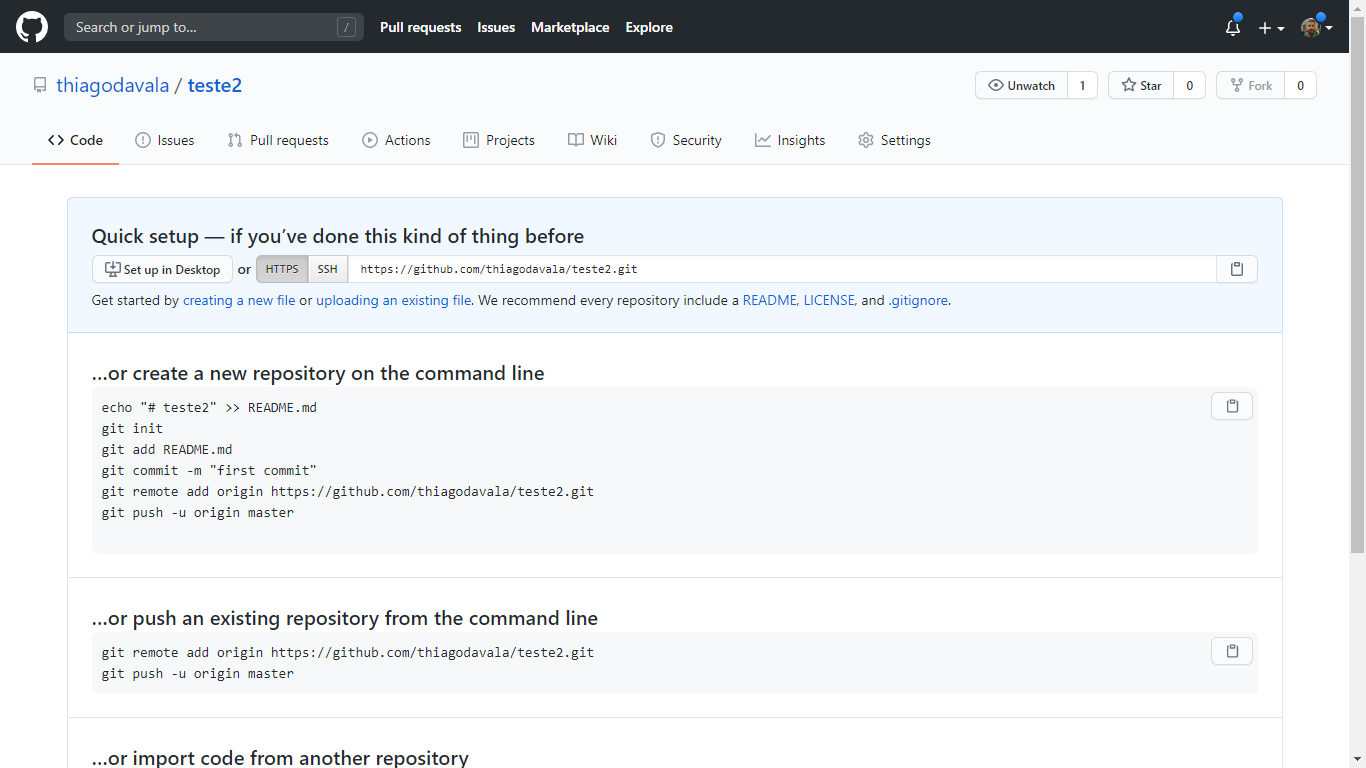 Search or jump to... /
Pull requests Issues Marketplace Explore
thiagodavala / teste2
Unwatch 1 Star 0 Fork 0
Code Issues Pull requests Actions Projects Wiki Security Insights Settings
Quick setup — if you’ve done this kind of thing before
Set up in Desktop or HTTPS SSH https://github.com/thiagodavala/teste2.git
Get started by creating a new file or uploading an existing file. We recommend every repository include a README, LICENSE, and .gitignore.
…or create a new repository on the command line
echo "# teste2" >> README.md
git init
git add README.md
git commit -m "first commit"
git remote add origin https://github.com/thiagodavala/teste2.git
git push -u origin master
…or push an existing repository from the command line
git remote add origin https://github.com/thiagodavala/teste2.git
git push -u origin master
…or import code from another repository